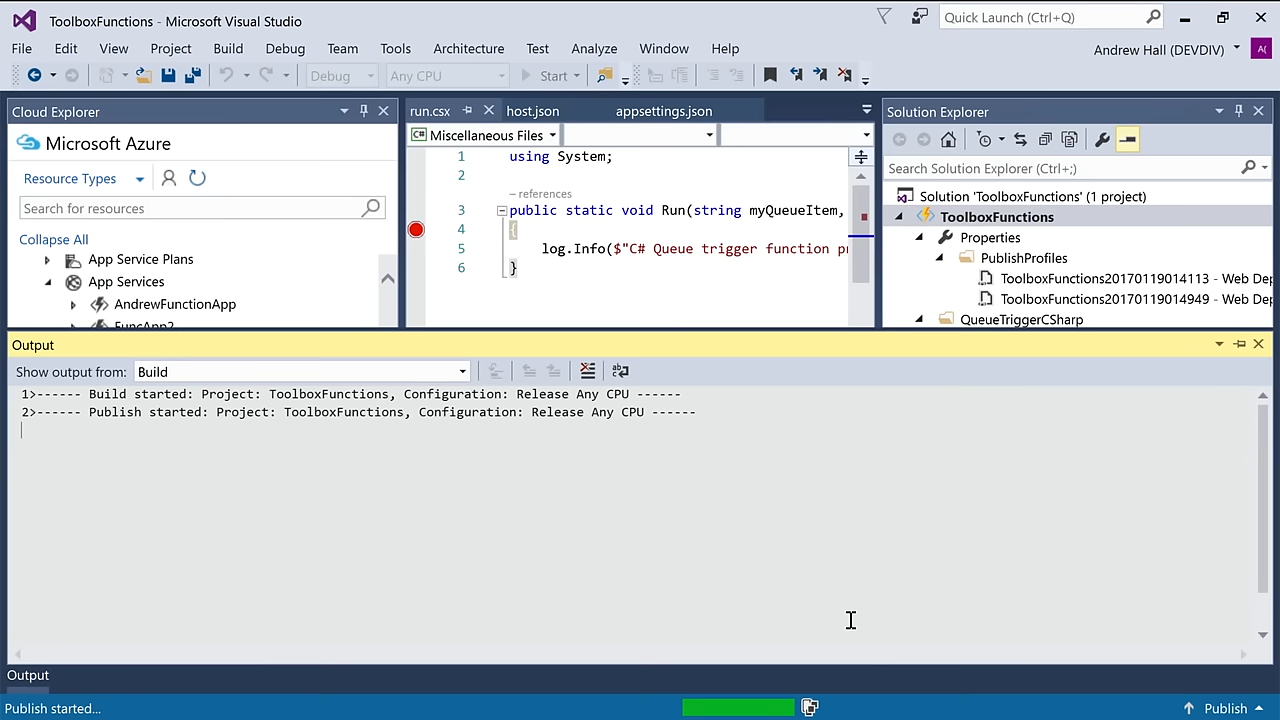 ToolboxFunctions - Microsoft Visual Studio
Quick Launch (Ctrl+Q)
File Edit View Project Build Debug Team Tools Architecture Test Analyze Window Help
Andrew Hall (DEVDIV)
A(
Debug Any CPU Start
Cloud Explorer
Microsoft Azure
Resource Types
Search for resources
Collapse All
App Service Plans
App Services
AndrewFunctionApp
FuncApp2
run.csx host.json appsettings.json
C# Miscellaneous Files
1 using System;
2
– references
3 public static void Run(string myQueueItem,
4 {
5 log.Info($"C# Queue trigger function
6 }
Solution Explorer
Search Solution Explorer (Ctrl+;)
Solution 'ToolboxFunctions' (1 project)
ToolboxFunctions
Properties
PublishProfiles
ToolboxFunctions20170119014113 - Web De
ToolboxFunctions20170119014949 - Web De
QueueTriggerCSharp
Output
Show output from: Build
1>------ Build started: Project: ToolboxFunctions, Configuration: Release Any CPU ------
2>------ Publish started: Project: ToolboxFunctions, Configuration: Release Any CPU ------
Output
Publish started...
Publish